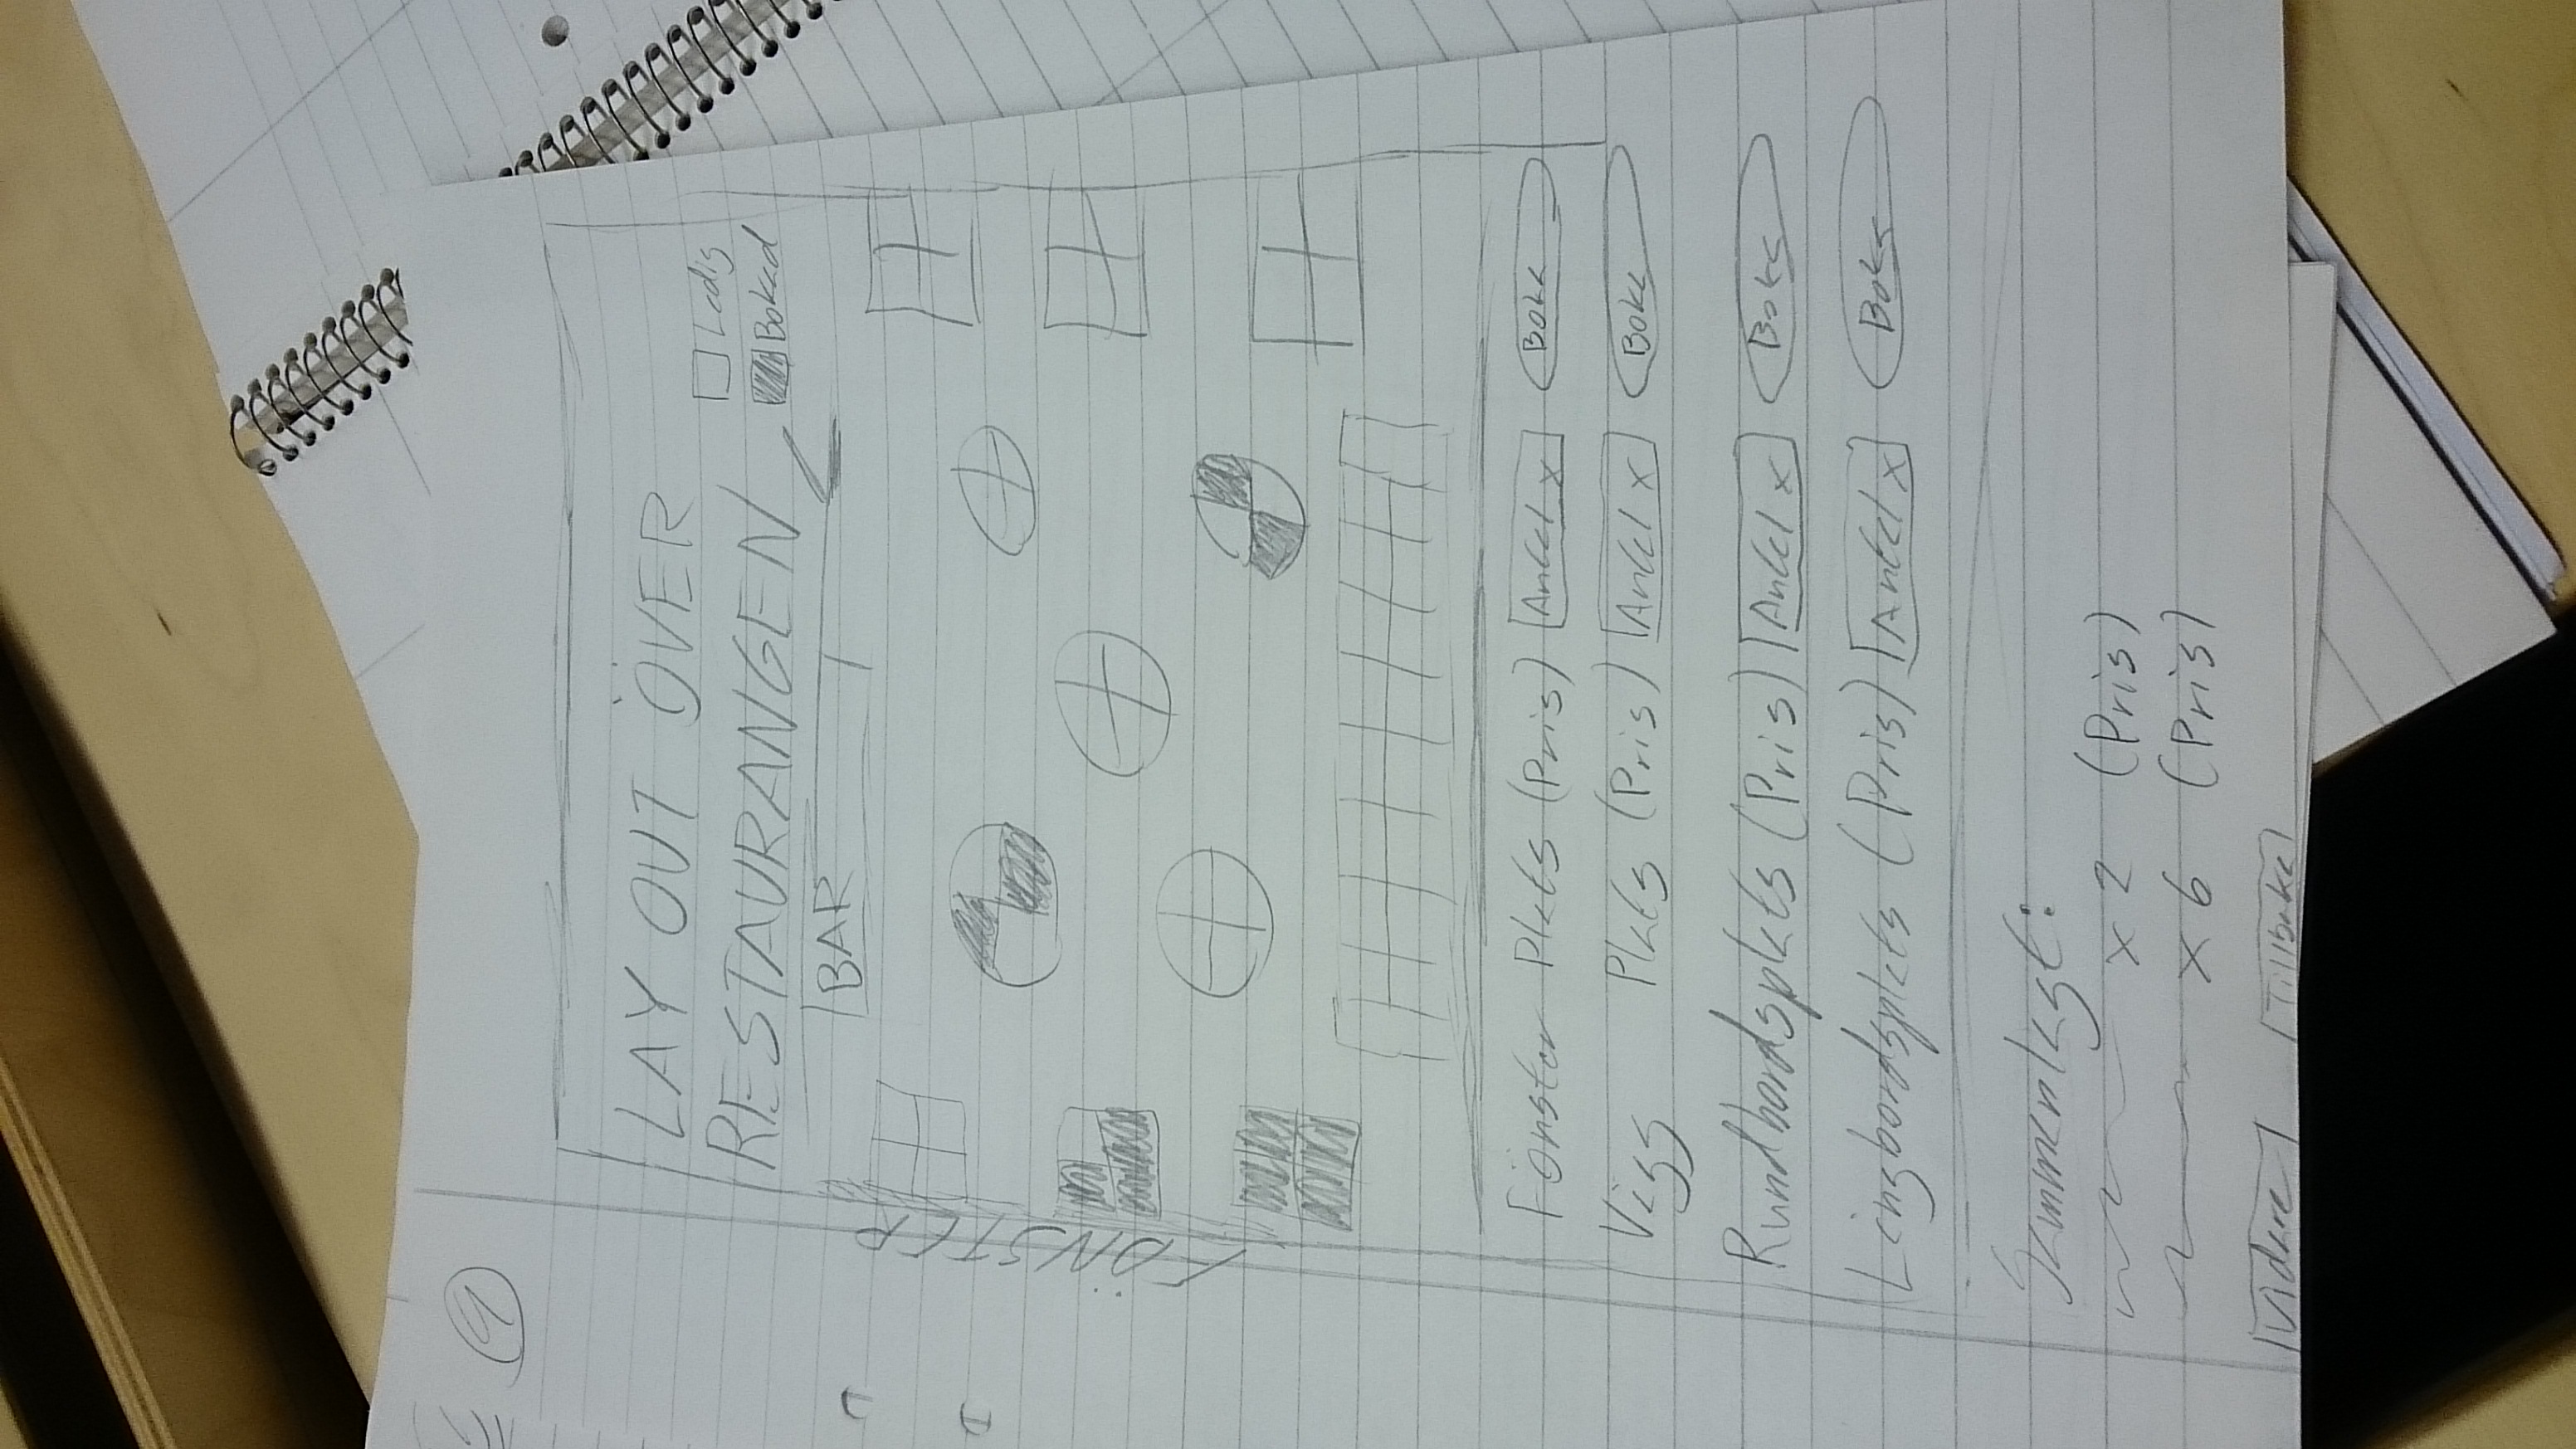 9
LAY OUT ÖVER
RESTAURANGEN
Ledig
Bokad
BAR
FÖNSTER
Fönster Plats (Pris) Antal x Boka
Vägg Plats (Pris) Antal x Boka
Rundbordsplats (Pris) Antal x Boka
Långbordsplats (Pris) Antal x Boka
Sammanlagt:
x 2 (Pris)
x 6 (Pris)
Vidare Tillbaka